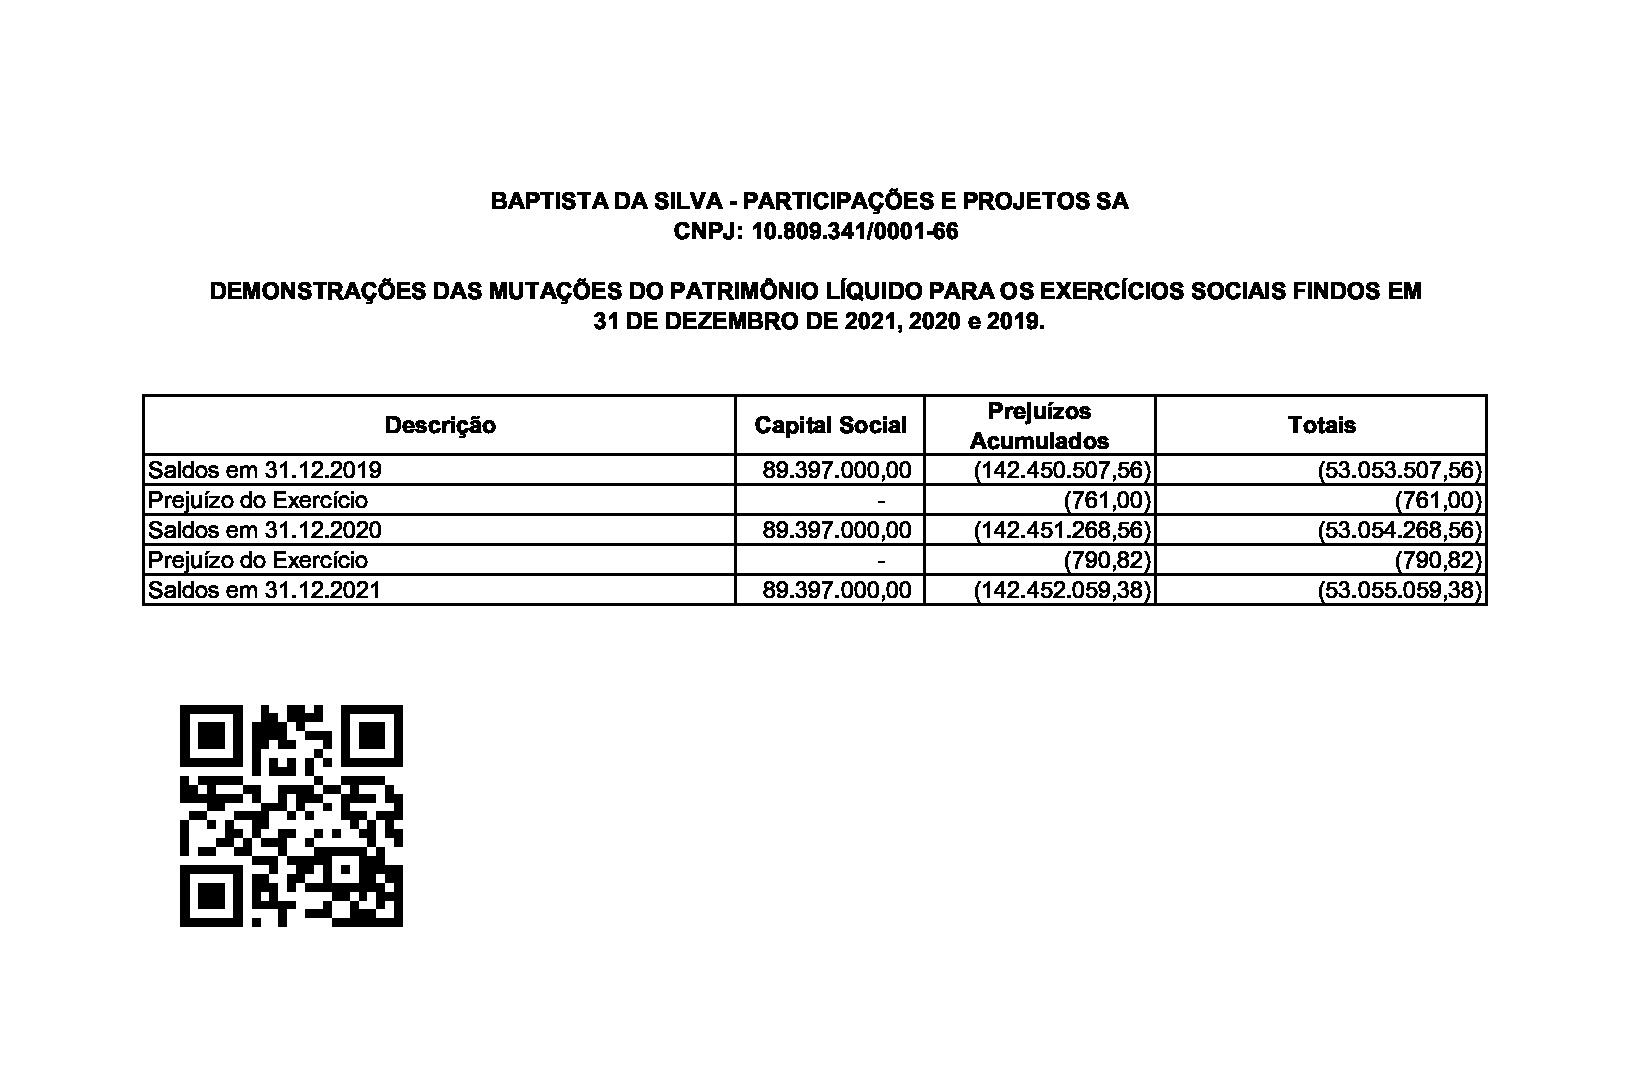 BAPTISTA DA SILVA - PARTICIPAÇÕES E PROJETOS SA
CNPJ: 10.809.341/0001-66
DEMONSTRAÇÕES DAS MUTAÇÕES DO PATRIMÔNIO LÍQUIDO PARA OS EXERCÍCIOS SOCIAIS FINDOS EM
31 DE DEZEMBRO DE 2021, 2020 e 2019.
Descrição Capital Social Prejuízos Acumulados Totais
Saldos em 31.12.2019 89.397.000,00 (142.450.507,56) (53.053.507,56)
Prejuízo do Exercício - (761,00) (761,00)
Saldos em 31.12.2020 89.397.000,00 (142.451.268,56) (53.054.268,56)
Prejuízo do Exercício - (790,82) (790,82)
Saldos em 31.12.2021 89.397.000,00 (142.452.059,38) (53.055.059,38)